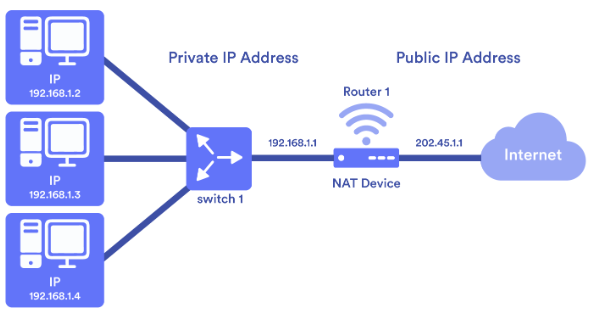 Private IP Address
Public IP Address
IP
192.168.1.2
Router 1
192.168.1.1
202.45.1.1
Internet
IP
192.168.1.3
NAT Device
switch 1
IP
192.168.1.4